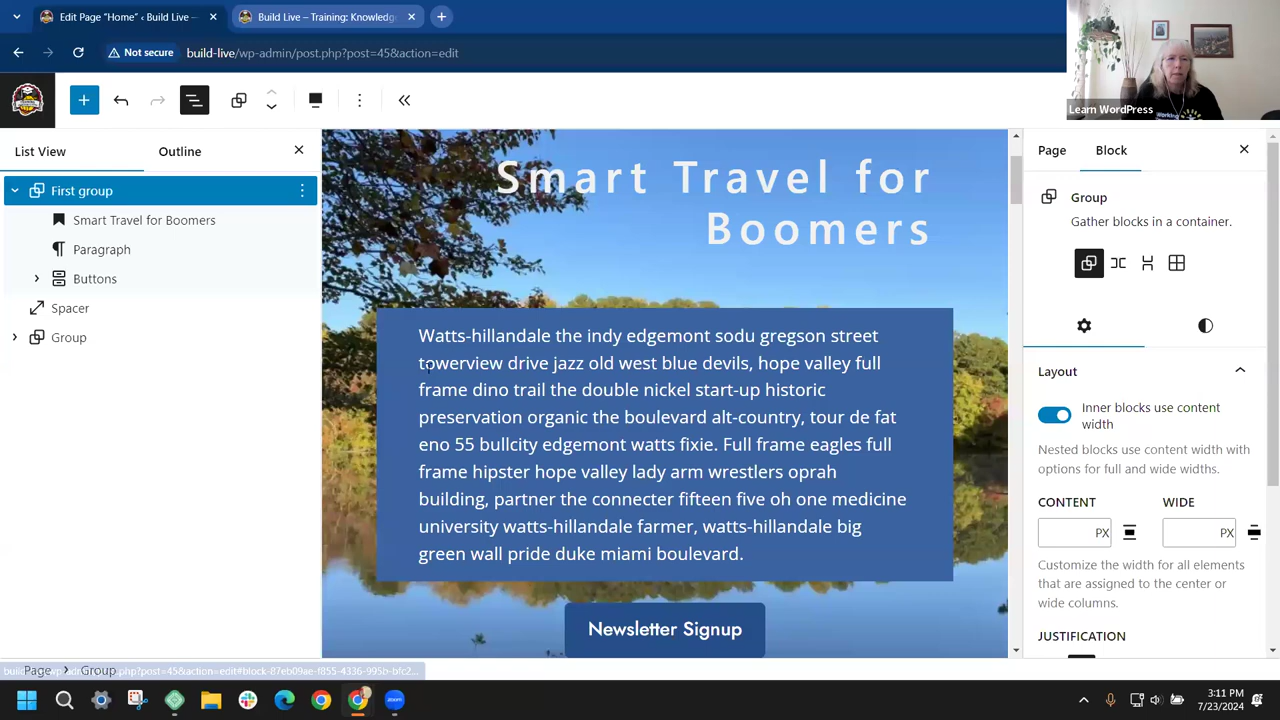 Edit Page “Home” ‹ Build Live –
Build Live – Training: Knowledg
Not secure
build-live/wp-admin/post.php?post=45&action=edit
Learn WordPress
List View
Outline
First group
Smart Travel for Boomers
Paragraph
Buttons
Spacer
Group
Smart Travel for
Boomers
Watts-hillandale the indy edgemont sodu gregson street
towerview drive jazz old west blue devils, hope valley full
frame dino trail the double nickel start-up historic
preservation organic the boulevard alt-country, tour de fat
eno 55 bullcity edgemont watts fixie. Full frame eagles full
frame hipster hope valley lady arm wrestlers oprah
building, partner the connecter fifteen five oh one medicine
university watts-hillandale farmer, watts-hillandale big
green wall pride duke miami boulevard.
Newsletter Signup
Page
Block
Group
Gather blocks in a container.
Layout
Inner blocks use content
width
Nested blocks use content width with
options for full and wide widths.
CONTENT
WIDE
PX
PX
Customize the width for all elements
that are assigned to the center or
wide columns.
JUSTIFICATION
Page
Group
zoom
3:11 PM
7/23/2024